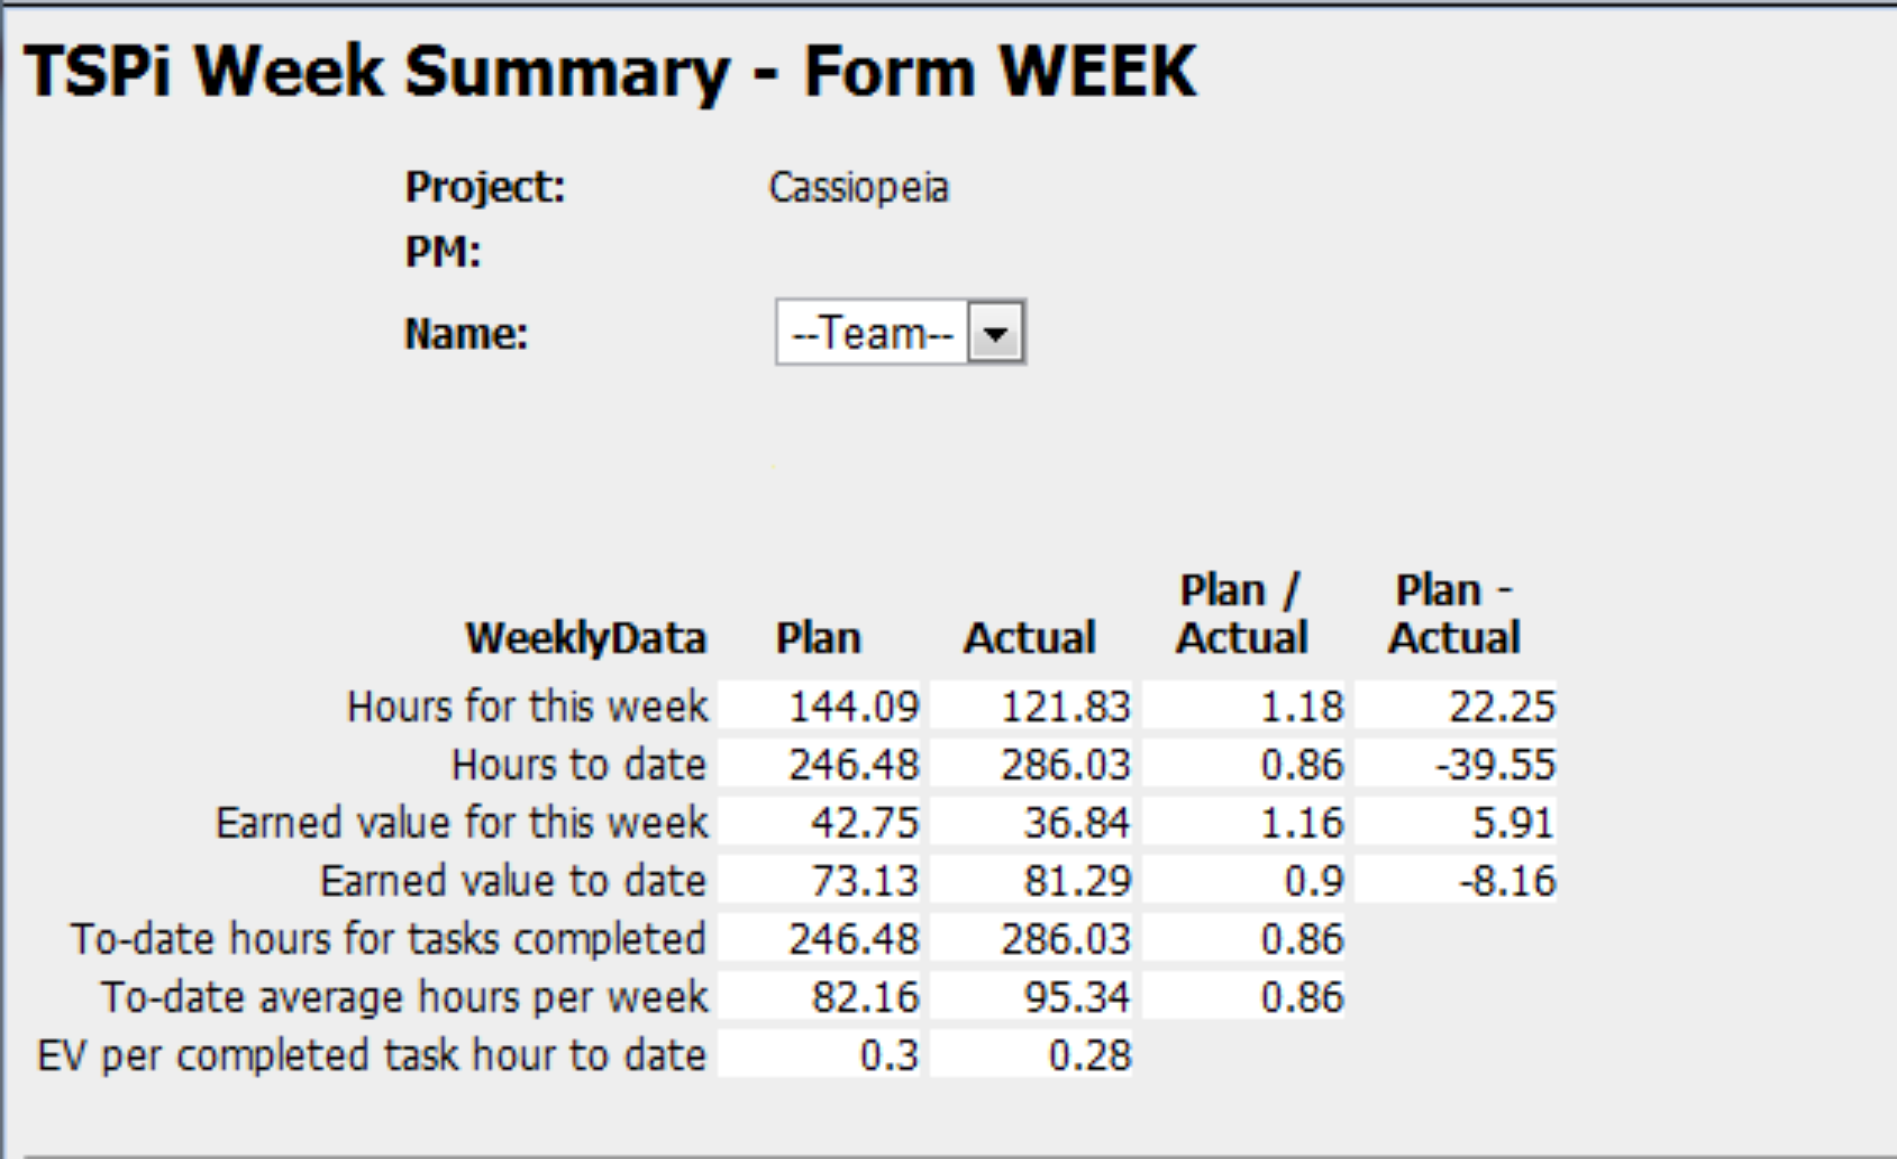 TSPi Week Summary - Form WEEK
Project: Cassiopeia
PM:
Name: --Team--
Plan / Plan -
WeeklyData Plan Actual Actual Actual
Hours for this week 144.09 121.83 1.18 22.25
Hours to date 246.48 286.03 0.86 -39.55
Earned value for this week 42.75 36.84 1.16 5.91
Earned value to date 73.13 81.29 0.9 -8.16
To-date hours for tasks completed 246.48 286.03 0.86
To-date average hours per week 82.16 95.34 0.86
EV per completed task hour to date 0.3 0.28